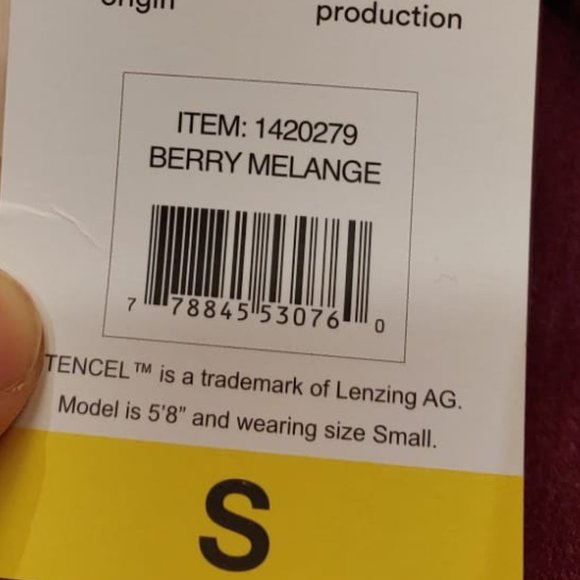 origin production
ITEM: 1420279
BERRY MELANGE
7 78845 53076 0
TENCEL™ is a trademark of Lenzing AG.
Model is 5'8" and wearing size Small.
S